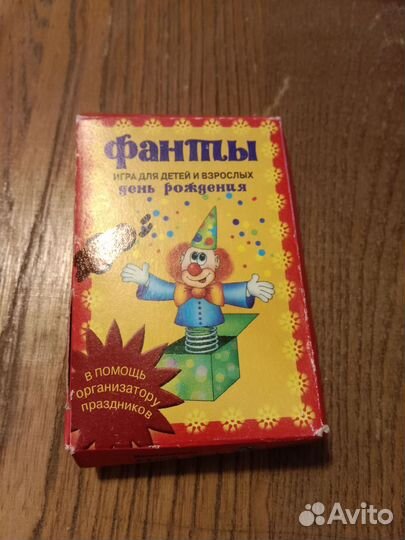 Фанты
ИГРА ДЛЯ ДЕТЕЙ И ВЗРОСЛЫХ
день рождения
В ПОМОЩЬ
организатору
праздников
Avito